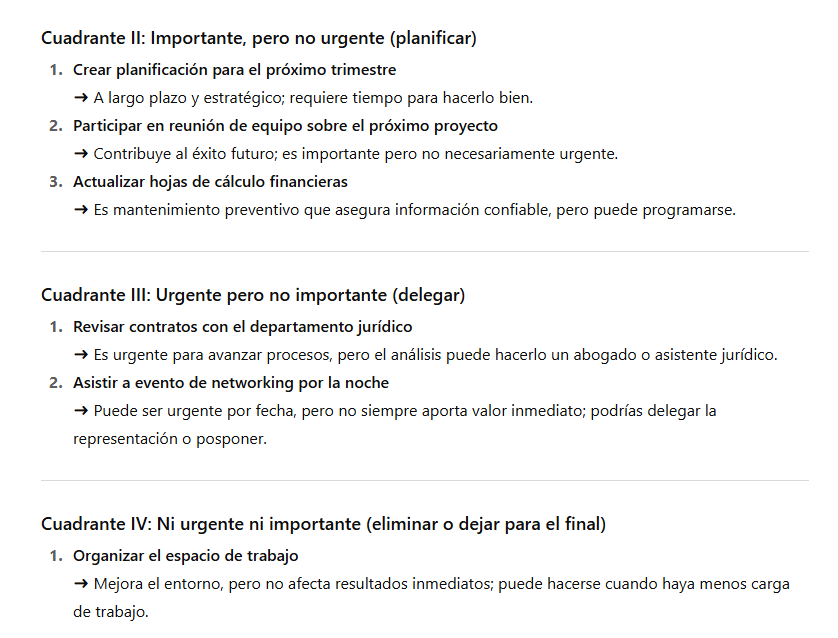 Cuadrante II: Importante, pero no urgente (planificar)
1. Crear planificación para el próximo trimestre
→ A largo plazo y estratégico; requiere tiempo para hacerlo bien.
2. Participar en reunión de equipo sobre el próximo proyecto
→ Contribuye al éxito futuro; es importante pero no necesariamente urgente.
3. Actualizar hojas de cálculo financieras
→ Es mantenimiento preventivo que asegura información confiable, pero puede programarse.
Cuadrante III: Urgente pero no importante (delegar)
1. Revisar contratos con el departamento jurídico
→ Es urgente para avanzar procesos, pero el análisis puede hacerlo un abogado o asistente jurídico.
2. Asistir a evento de networking por la noche
→ Puede ser urgente por fecha, pero no siempre aporta valor inmediato; podrías delegar la
representación o posponer.
Cuadrante IV: Ni urgente ni importante (eliminar o dejar para el final)
1. Organizar el espacio de trabajo
→ Mejora el entorno, pero no afecta resultados inmediatos; puede hacerse cuando haya menos carga
de trabajo.